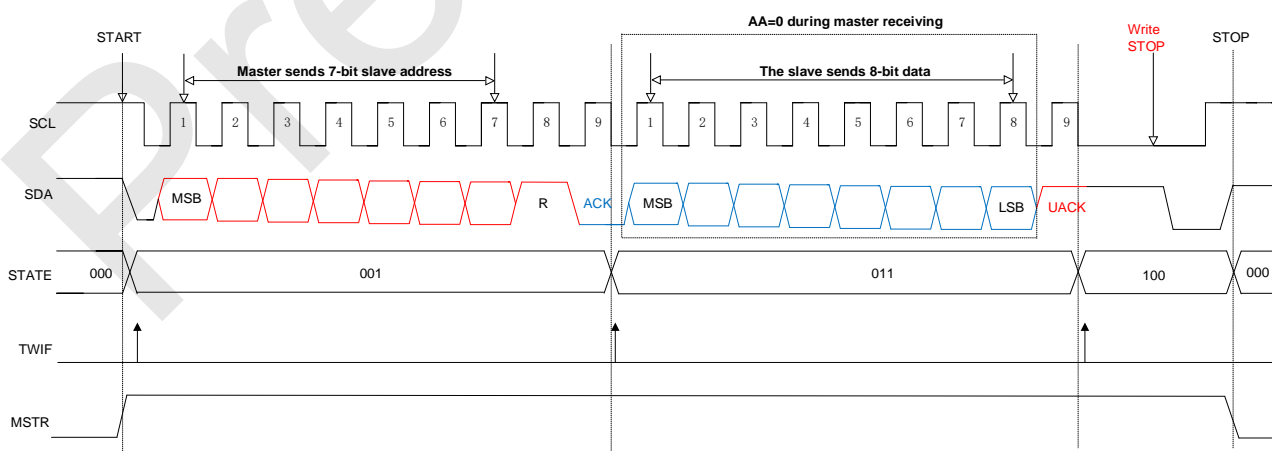 AA=0 during master receiving
START
Write
STOP
STOP
Master sends 7-bit slave address
The slave sends 8-bit data
SCL
1 2 3 4 5 6 7 8 9 1 2 3 4 5 6 7 8 9
SDA
MSB R ACK MSB LSB UACK
STATE
000 001 011 100 000
TWIF
MSTR
Pre